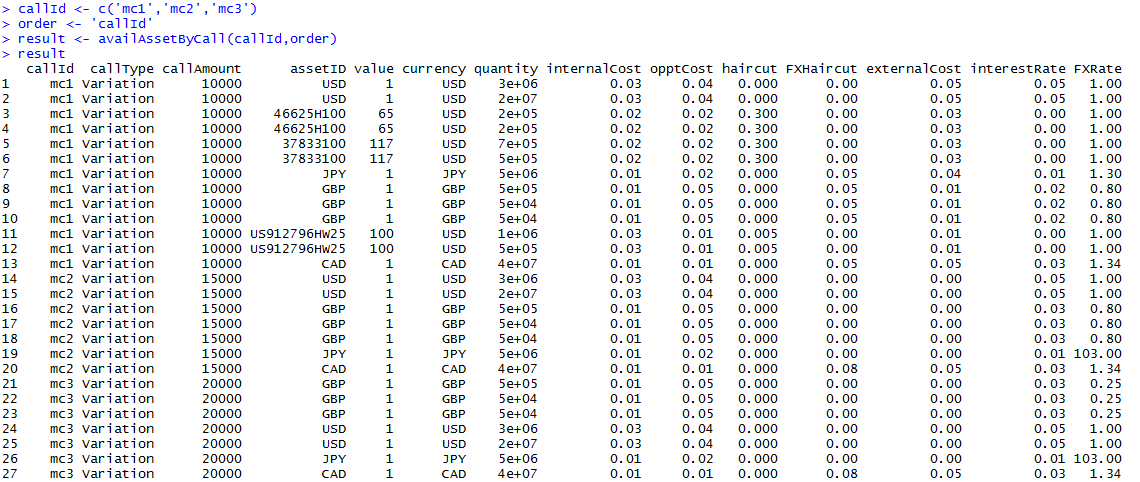 > callId <- c('mc1','mc2','mc3')
> order <- 'callId'
> result <- availAssetByCall(callId,order)
> result
callId callType callAmount assetID value currency quantity internalCost opptCost haircut FXHaircut externalCost interestRate FXRate
1 mc1 Variation 10000 USD 1 USD 3e+06 0.03 0.04 0.000 0.00 0.05 0.05 1.00
2 mc1 Variation 10000 USD 1 USD 2e+07 0.03 0.04 0.000 0.00 0.05 0.05 1.00
3 mc1 Variation 10000 46625H100 65 USD 2e+05 0.02 0.02 0.300 0.00 0.03 0.00 1.00
4 mc1 Variation 10000 46625H100 65 USD 2e+05 0.02 0.02 0.300 0.00 0.03 0.00 1.00
5 mc1 Variation 10000 37833100 117 USD 7e+05 0.02 0.02 0.300 0.00 0.03 0.00 1.00
6 mc1 Variation 10000 37833100 117 USD 5e+05 0.02 0.02 0.300 0.00 0.03 0.00 1.00
7 mc1 Variation 10000 JPY 1 JPY 5e+06 0.01 0.02 0.000 0.05 0.04 0.01 1.30
8 mc1 Variation 10000 GBP 1 GBP 5e+05 0.01 0.05 0.000 0.05 0.01 0.02 0.80
9 mc1 Variation 10000 GBP 1 GBP 5e+04 0.01 0.05 0.000 0.05 0.01 0.02 0.80
10 mc1 Variation 10000 GBP 1 GBP 5e+04 0.01 0.05 0.000 0.05 0.01 0.02 0.80
11 mc1 Variation 10000 US912796HW25 100 USD 1e+06 0.03 0.01 0.005 0.00 0.01 0.00 1.00
12 mc1 Variation 10000 US912796HW25 100 USD 5e+05 0.03 0.01 0.005 0.00 0.01 0.00 1.00
13 mc1 Variation 10000 CAD 1 CAD 4e+07 0.01 0.01 0.000 0.05 0.05 0.03 1.34
14 mc2 Variation 15000 USD 1 USD 3e+06 0.03 0.04 0.000 0.00 0.00 0.05 1.00
15 mc2 Variation 15000 USD 1 USD 2e+07 0.03 0.04 0.000 0.00 0.00 0.05 1.00
16 mc2 Variation 15000 GBP 1 GBP 5e+05 0.01 0.05 0.000 0.00 0.00 0.03 0.80
17 mc2 Variation 15000 GBP 1 GBP 5e+04 0.01 0.05 0.000 0.00 0.00 0.03 0.80
18 mc2 Variation 15000 GBP 1 GBP 5e+04 0.01 0.05 0.000 0.00 0.00 0.03 0.80
19 mc2 Variation 15000 JPY 1 JPY 5e+06 0.01 0.02 0.000 0.00 0.00 0.01 103.00
20 mc2 Variation 15000 CAD 1 CAD 4e+07 0.01 0.01 0.000 0.08 0.05 0.03 1.34
21 mc3 Variation 20000 GBP 1 GBP 5e+05 0.01 0.05 0.000 0.00 0.00 0.03 0.25
22 mc3 Variation 20000 GBP 1 GBP 5e+04 0.01 0.05 0.000 0.00 0.00 0.03 0.25
23 mc3 Variation 20000 GBP 1 GBP 5e+04 0.01 0.05 0.000 0.00 0.00 0.03 0.25
24 mc3 Variation 20000 USD 1 USD 3e+06 0.03 0.04 0.000 0.00 0.00 0.05 1.00
25 mc3 Variation 20000 USD 1 USD 2e+07 0.03 0.04 0.000 0.00 0.00 0.05 1.00
26 mc3 Variation 20000 JPY 1 JPY 5e+06 0.01 0.02 0.000 0.00 0.00 0.01 103.00
27 mc3 Variation 20000 CAD 1 CAD 4e+07 0.01 0.01 0.000 0.08 0.05 0.03 1.34